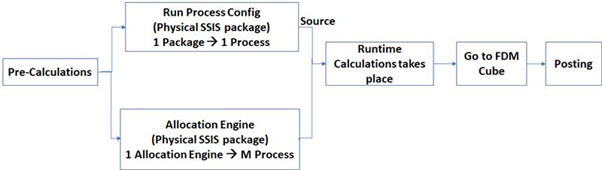 Run Process Config
(Physical SSIS package)
1 Package → 1 Process
Source
Pre-Calculations
Runtime
Calculations takes
place
Go to FDM
Cube
Posting
Allocation Engine
(Physical SSIS package)
1 Allocation Engine → M Process